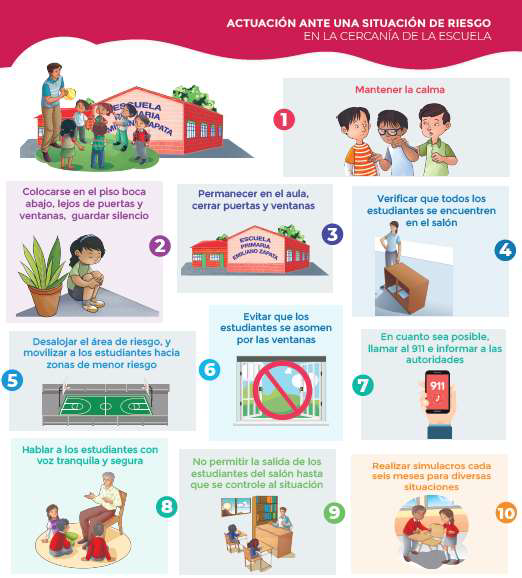 ACTUACIÓN ANTE UNA SITUACIÓN DE RIESGO
EN LA CERCANÍA DE LA ESCUELA
ESCUELA
PRIMARIA
EMILIANO ZAPATA
Mantener la calma
1
Colocarse en el piso boca
abajo, lejos de puertas y
ventanas, guardar silencio
2
Permanecer en el aula,
cerrar puertas y ventanas
ESCUELA
PRIMARIA
EMILIANO ZAPATA
3
Verificar que todos los
estudiantes se encuentren
en el salón
4
Desalojar el área de riesgo, y
movilizar a los estudiantes hacia
zonas de menor riesgo
5
Evitar que los
estudiantes se asomen
por las ventanas
6
En cuanto sea posible,
llamar al 911 e informar a las
autoridades
911
7
Hablar a los estudiantes con
voz tranquila y segura
8
No permitir la salida de los
estudiantes del salón hasta
que se controle al situación
9
Realizar simulacros cada
seis meses para diversas
situaciones
10